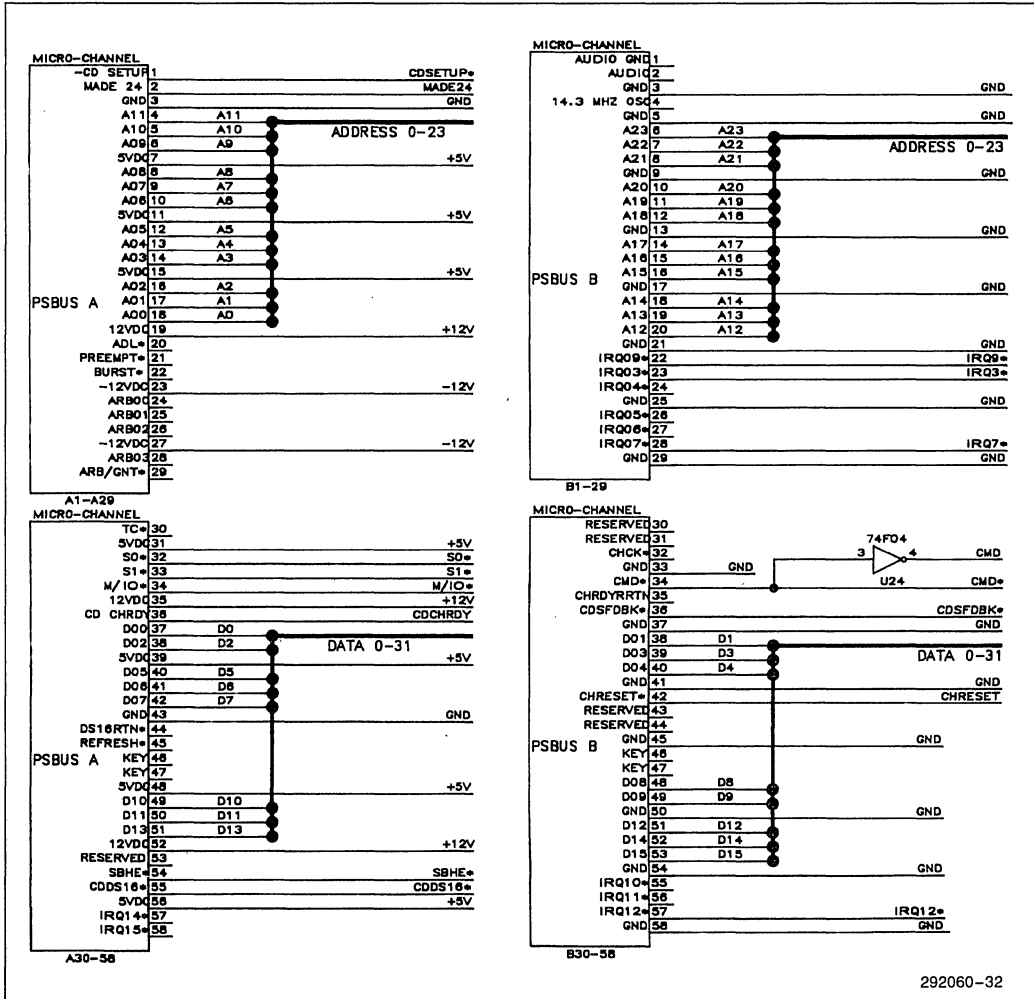 MICRO-CHANNEL
-CD SETUP 1 CDSETUP*
MADE 24 2 MADE24
GND 3 GND
A11 4 A11
A10 5 A10 ADDRESS 0-23
A09 6 A9
5VDC 7 +5V
A08 8 A8
A07 9 A7
A06 10 A6
5VDC 11 +5V
A05 12 A5
A04 13 A4
A03 14 A3
5VDC 15 +5V
A02 16 A2
PSBUS A
A01 17 A1
A00 18 A0
12VDC 19 +12V
ADL* 20
PREEMPT* 21
BURST* 22
-12VDC 23 -12V
ARB00 24
ARB01 25
ARB02 26
-12VDC 27 -12V
ARB03 28
ARB/GNT* 29
A1-A29
MICRO-CHANNEL
AUDIO GND 1
AUDIO 2
GND 3 GND
14.3 MHZ OSC 4
GND 5 GND
A23 6 A23
A22 7 A22 ADDRESS 0-23
A21 8 A21
GND 9 GND
A20 10 A20
A19 11 A19
A18 12 A18
GND 13 GND
A17 14 A17
A16 15 A16
A15 16 A15
PSBUS B
GND 17 GND
A14 18 A14
A13 19 A13
A12 20 A12
GND 21 GND
IRQ09* 22 IRQ9*
IRQ03* 23 IRQ3*
IRQ04* 24
GND 25 GND
IRQ05* 26
IRQ06* 27
IRQ07* 28 IRQ7*
GND 29 GND
B1-29
MICRO-CHANNEL
TC* 30
5VDC 31 +5V
S0* 32 S0*
S1* 33 S1*
M/IO* 34 M/IO*
12VDC 35 +12V
CD CHRDY 36 CDCHRDY
D00 37 D0
D02 38 D2 DATA 0-31
5VDC 39 +5V
D05 40 D5
D06 41 D6
D07 42 D7
GND 43 GND
DS16RTN* 44
REFRESH* 45
PSBUS A
KEY 46
KEY 47
5VDC 48 +5V
D10 49 D10
D11 50 D11
D13 51 D13
12VDC 52 +12V
RESERVED 53
SBHE* 54 SBHE*
CDDS16* 55 CDDS16*
5VDC 56 +5V
IRQ14* 57
IRQ15* 58
A30-58
MICRO-CHANNEL
RESERVED 30
RESERVED 31
74F04
CHCK* 32 3 4 CMD
GND 33 GND
CMD* 34 U24 CMD*
CHRDYRTN 35
CDSFDBK* 36 CDSFDBK*
GND 37 GND
D01 38 D1
D03 39 D3 DATA 0-31
D04 40 D4
GND 41 GND
CHRESET* 42 CHRESET
RESERVED 43
RESERVED 44
GND 45 GND
PSBUS B
KEY 46
KEY 47
D08 48 D8
D09 49 D9
GND 50 GND
D12 51 D12
D14 52 D14
D15 53 D15
GND 54 GND
IRQ10* 55
IRQ11* 56
IRQ12* 57 IRQ12*
GND 58 GND
B30-58
292060-32